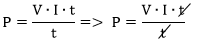 P = V · I · t / t => P = V · I · t / t